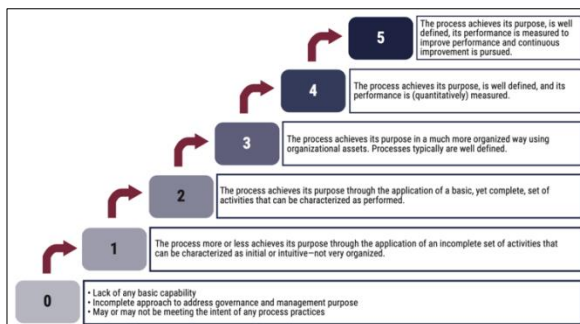 5
The process achieves its purpose, is well
defined, its performance is measured to
improve performance and continuous
improvement is pursued.
4
The process achieves its purpose, is well defined, and its
performance is (quantitatively) measured.
3
The process achieves its purpose in a much more organized way using
organizational assets. Processes typically are well defined.
2
The process achieves its purpose through the application of a basic, yet complete, set of
activities that can be characterized as performed.
1
The process more or less achieves its purpose through the application of an incomplete set of activities that
can be characterized as initial or intuitive—not very organized.
0
• Lack of any basic capability
• Incomplete approach to address governance and management purpose
• May or may not be meeting the intent of any process practices